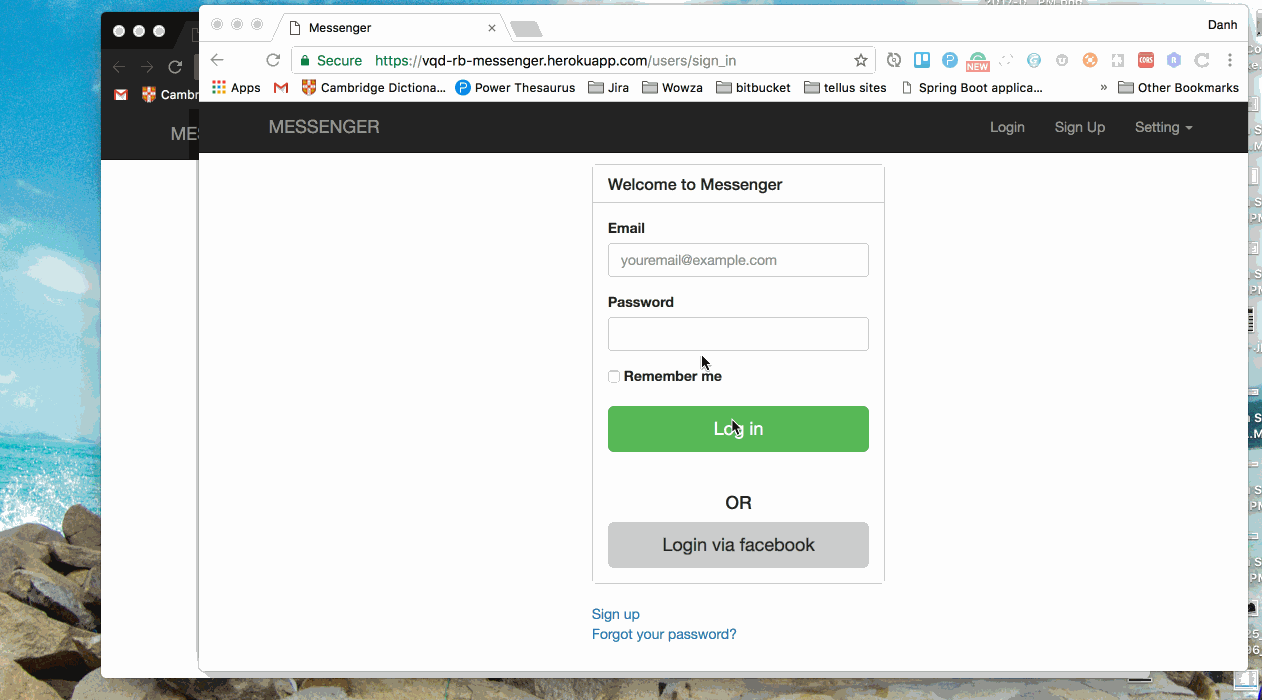 Messenger
Danh
Secure https://vqd-rb-messenger.herokuapp.com/users/sign_in
NEW
CORS
Apps
Cambridge Dictiona...
Power Thesaurus
Jira
Wowza
bitbucket
tellus sites
Spring Boot applica...
»
Other Bookmarks
Cambr
ME
MESSENGER
Login
Sign Up
Setting
Welcome to Messenger
Email
youremail@example.com
Password
Remember me
Log in
OR
Login via facebook
Sign up
Forgot your password?